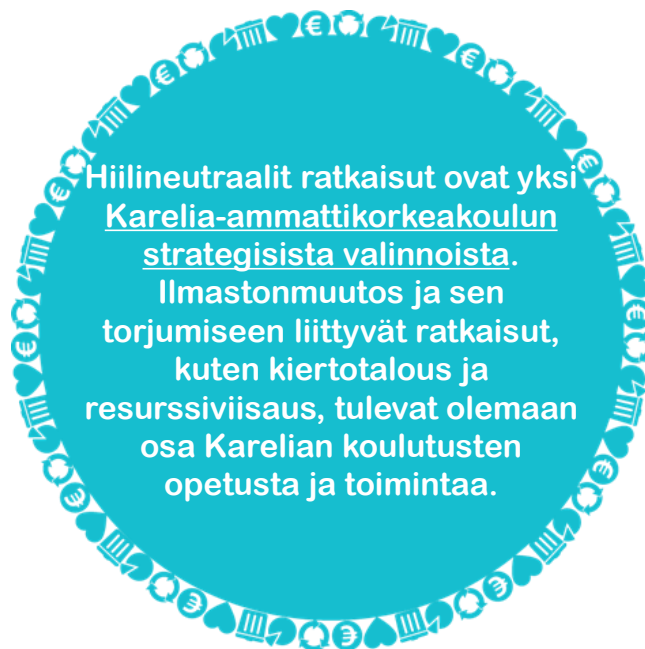 Hiilineutraalit ratkaisut ovat yksi
Karelia-ammattikorkeakoulun
strategisista valinnoista.
Ilmastonmuutos ja sen
torjumiseen liittyvät ratkaisut,
kuten kiertotalous ja
resurssiviisaus, tulevat olemaan
osa Karelian koulutusten
opetusta ja toimintaa.